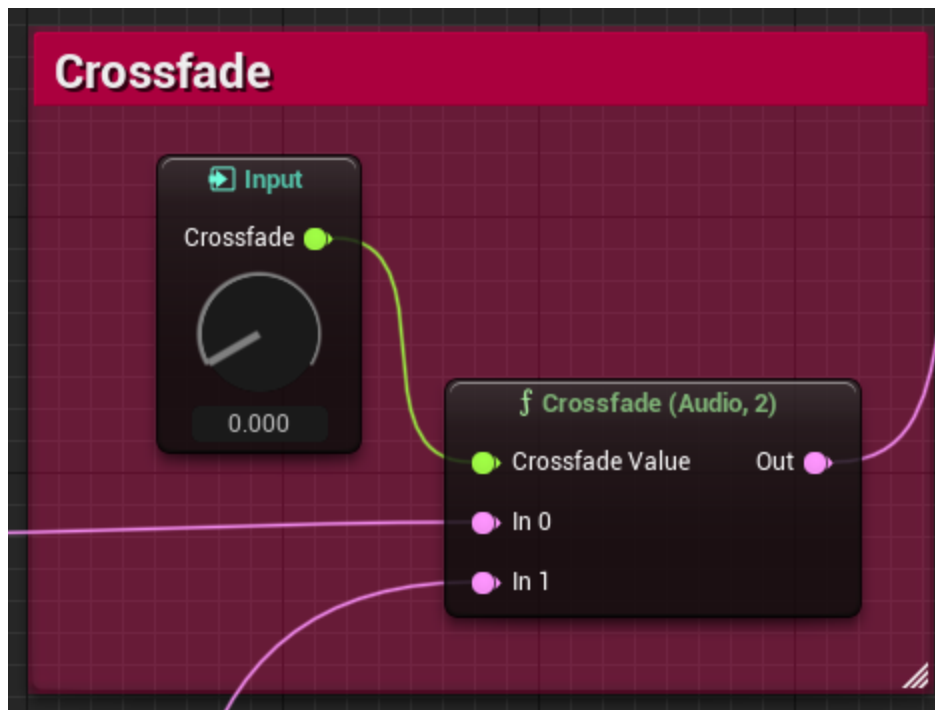 Crossfade
Input
Crossfade
0.000
Crossfade (Audio, 2)
Crossfade Value
Out
In 0
In 1